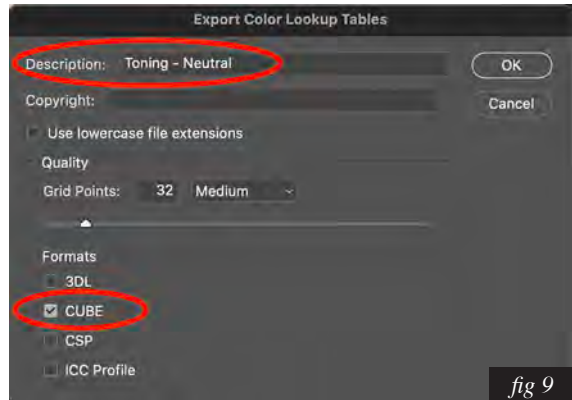 Export Color Lookup Tables
Description: Toning - Neutral
OK
Copyright:
Cancel
Use lowercase file extensions
Quality
Grid Points: 32 Medium
Formats
3DL
CUBE
CSP
ICC Profile
fig 9